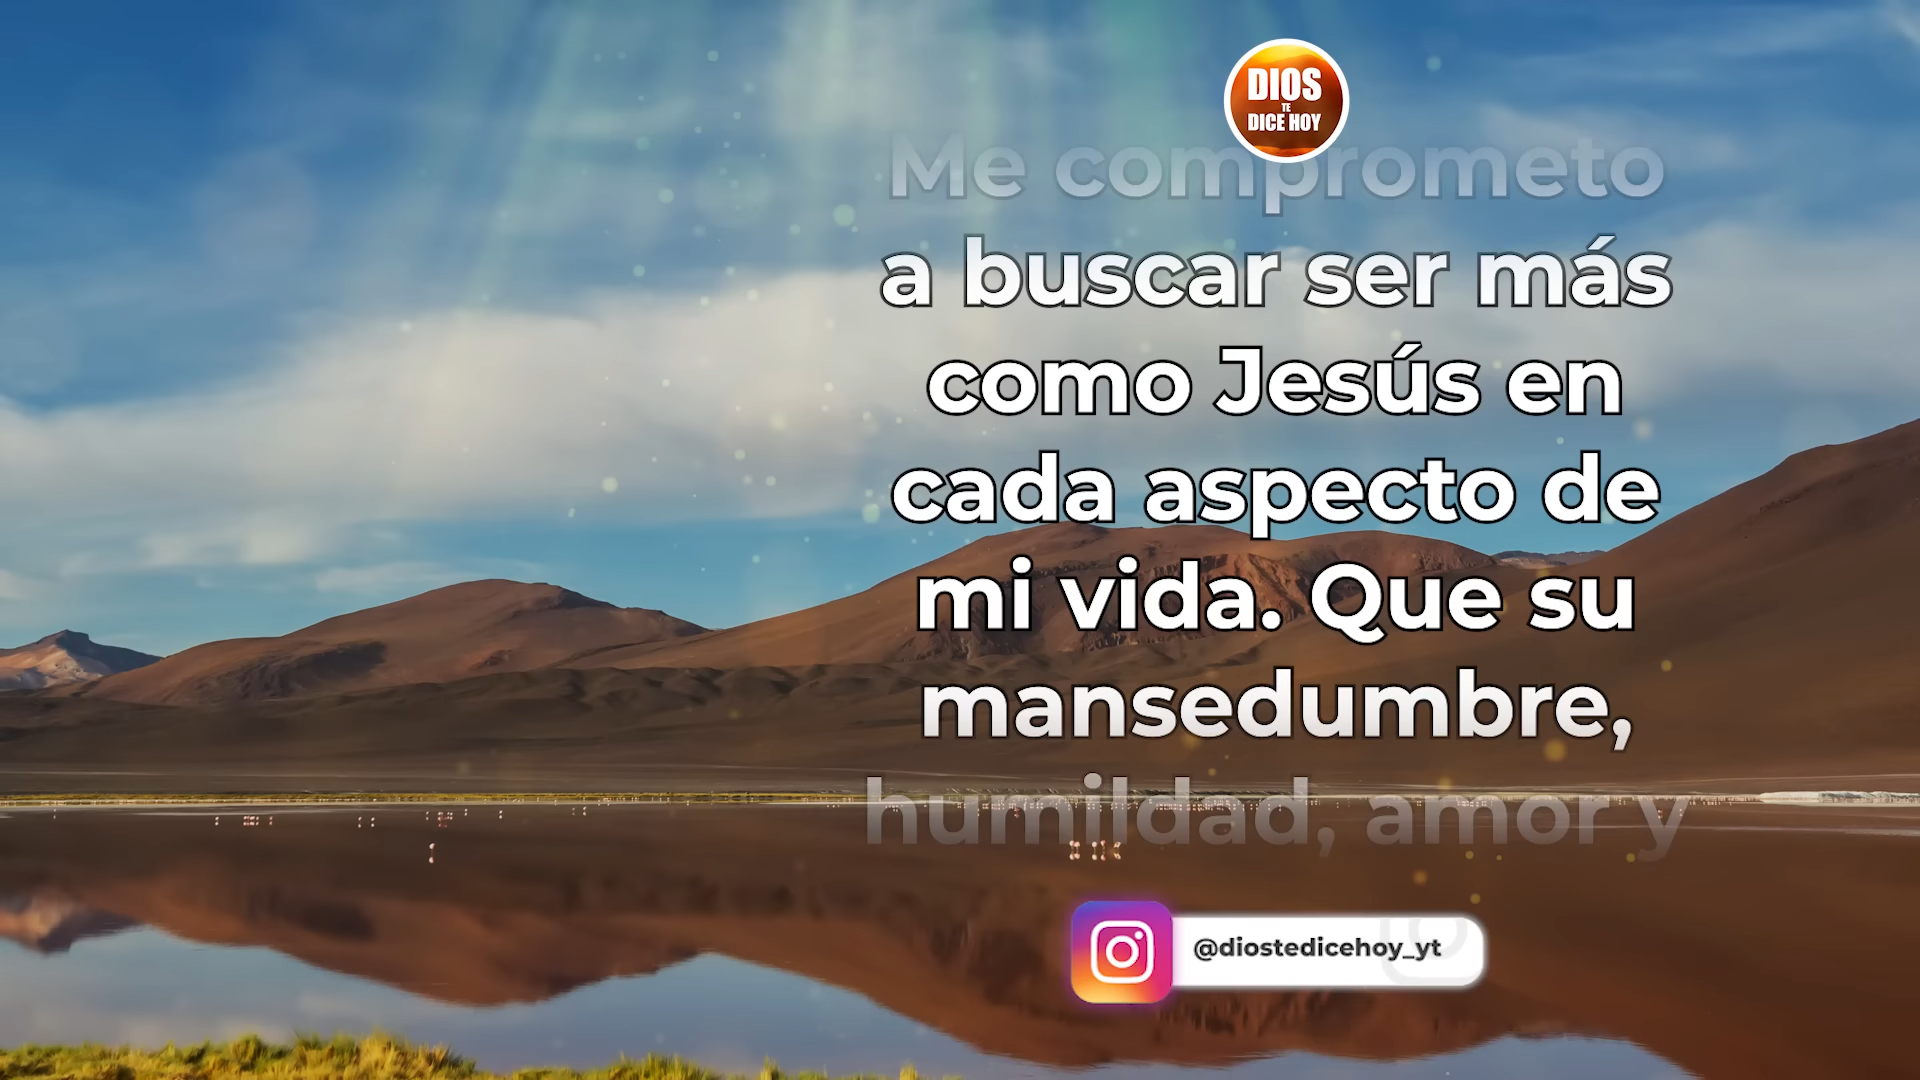 DIOS
TE
DICE HOY
Me comprometo
a buscar ser más
como Jesús en
cada aspecto de
mi vida. Que su
mansedumbre,
humildad, amor y
@diostedicehoy_yt